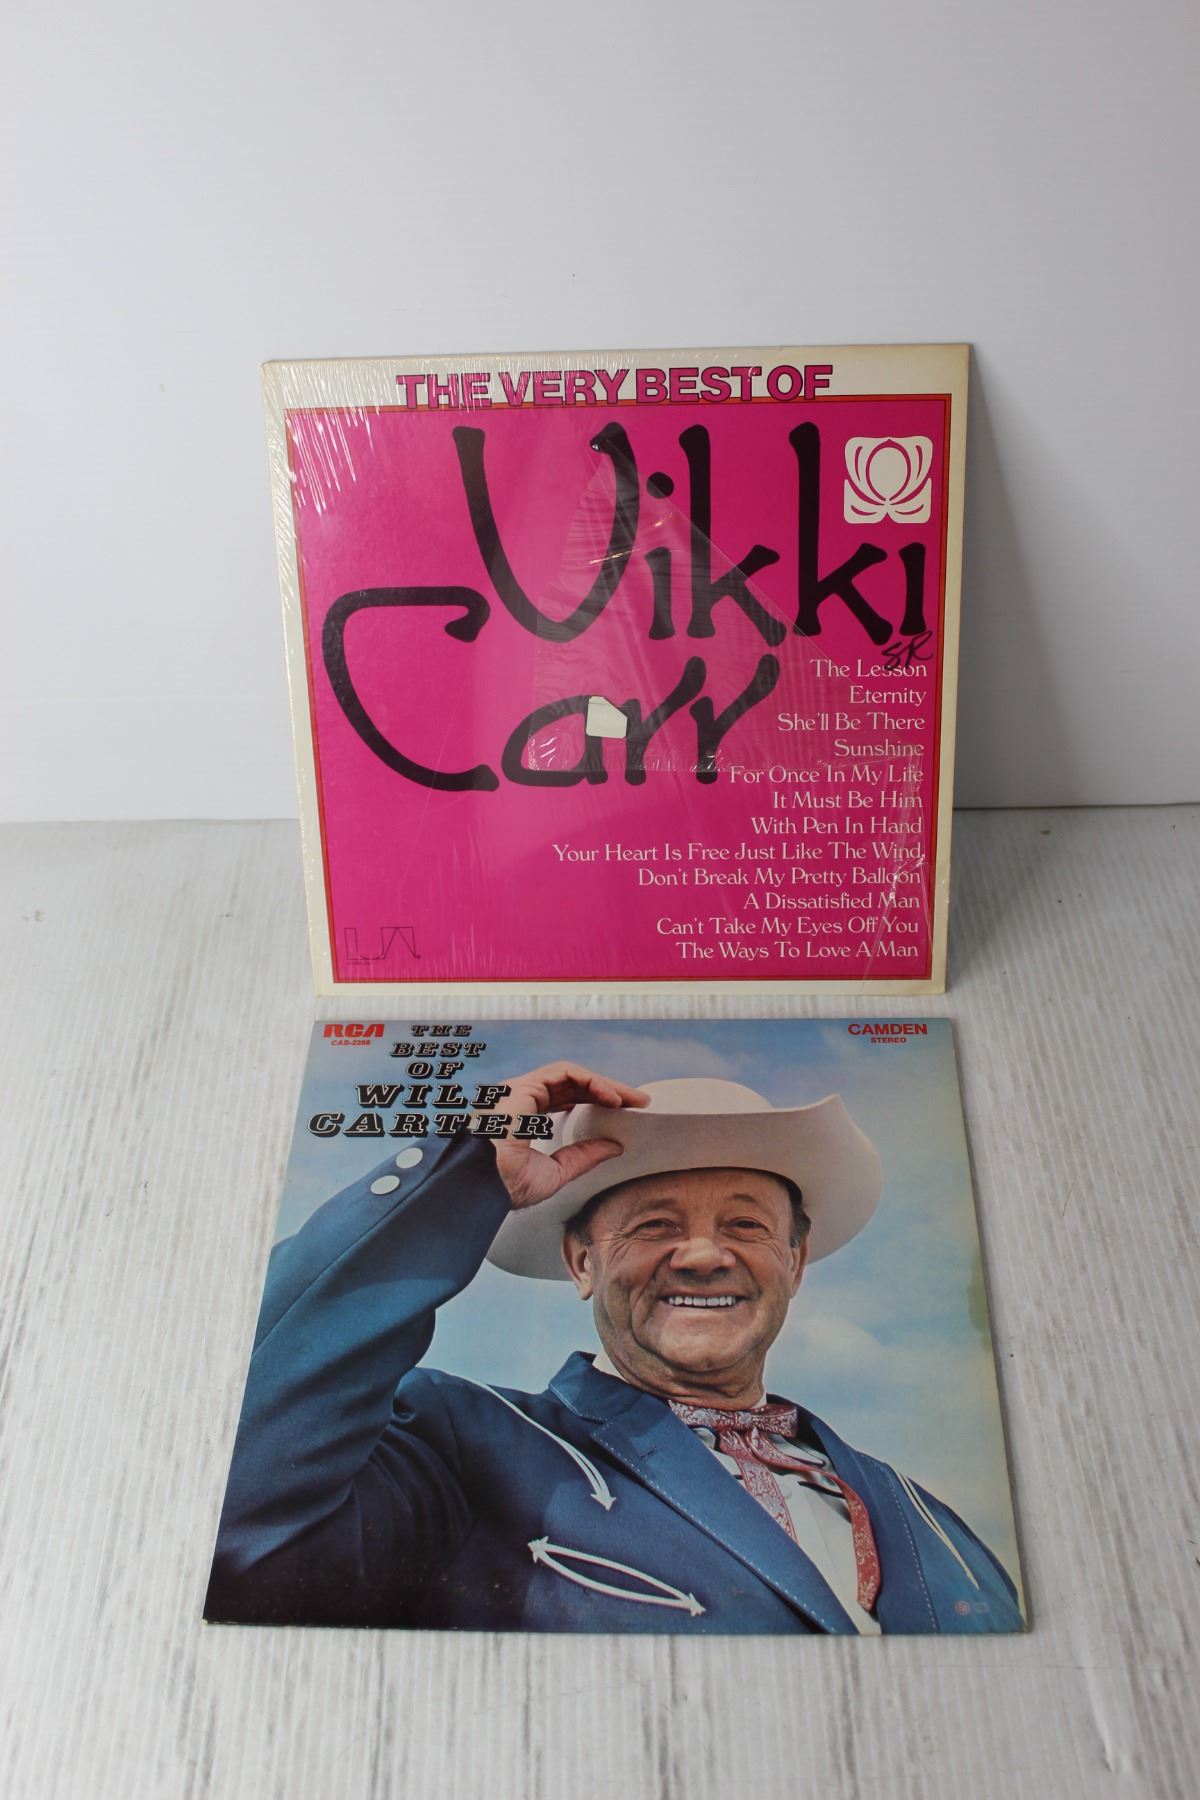 THE VERY BEST OF
Vikki
Carr
SR
The Lesson
Eternity
She'll Be There
Sunshine
For Once In My Life
It Must Be Him
With Pen In Hand
Your Heart Is Free Just Like The Wind
Don't Break My Pretty Balloon
A Dissatisfied Man
Can't Take My Eyes Off You
The Ways To Love A Man
UA
RCA
CAS-2266
THE
BEST
OF
WILF
CARTER
CAMDEN
STEREO